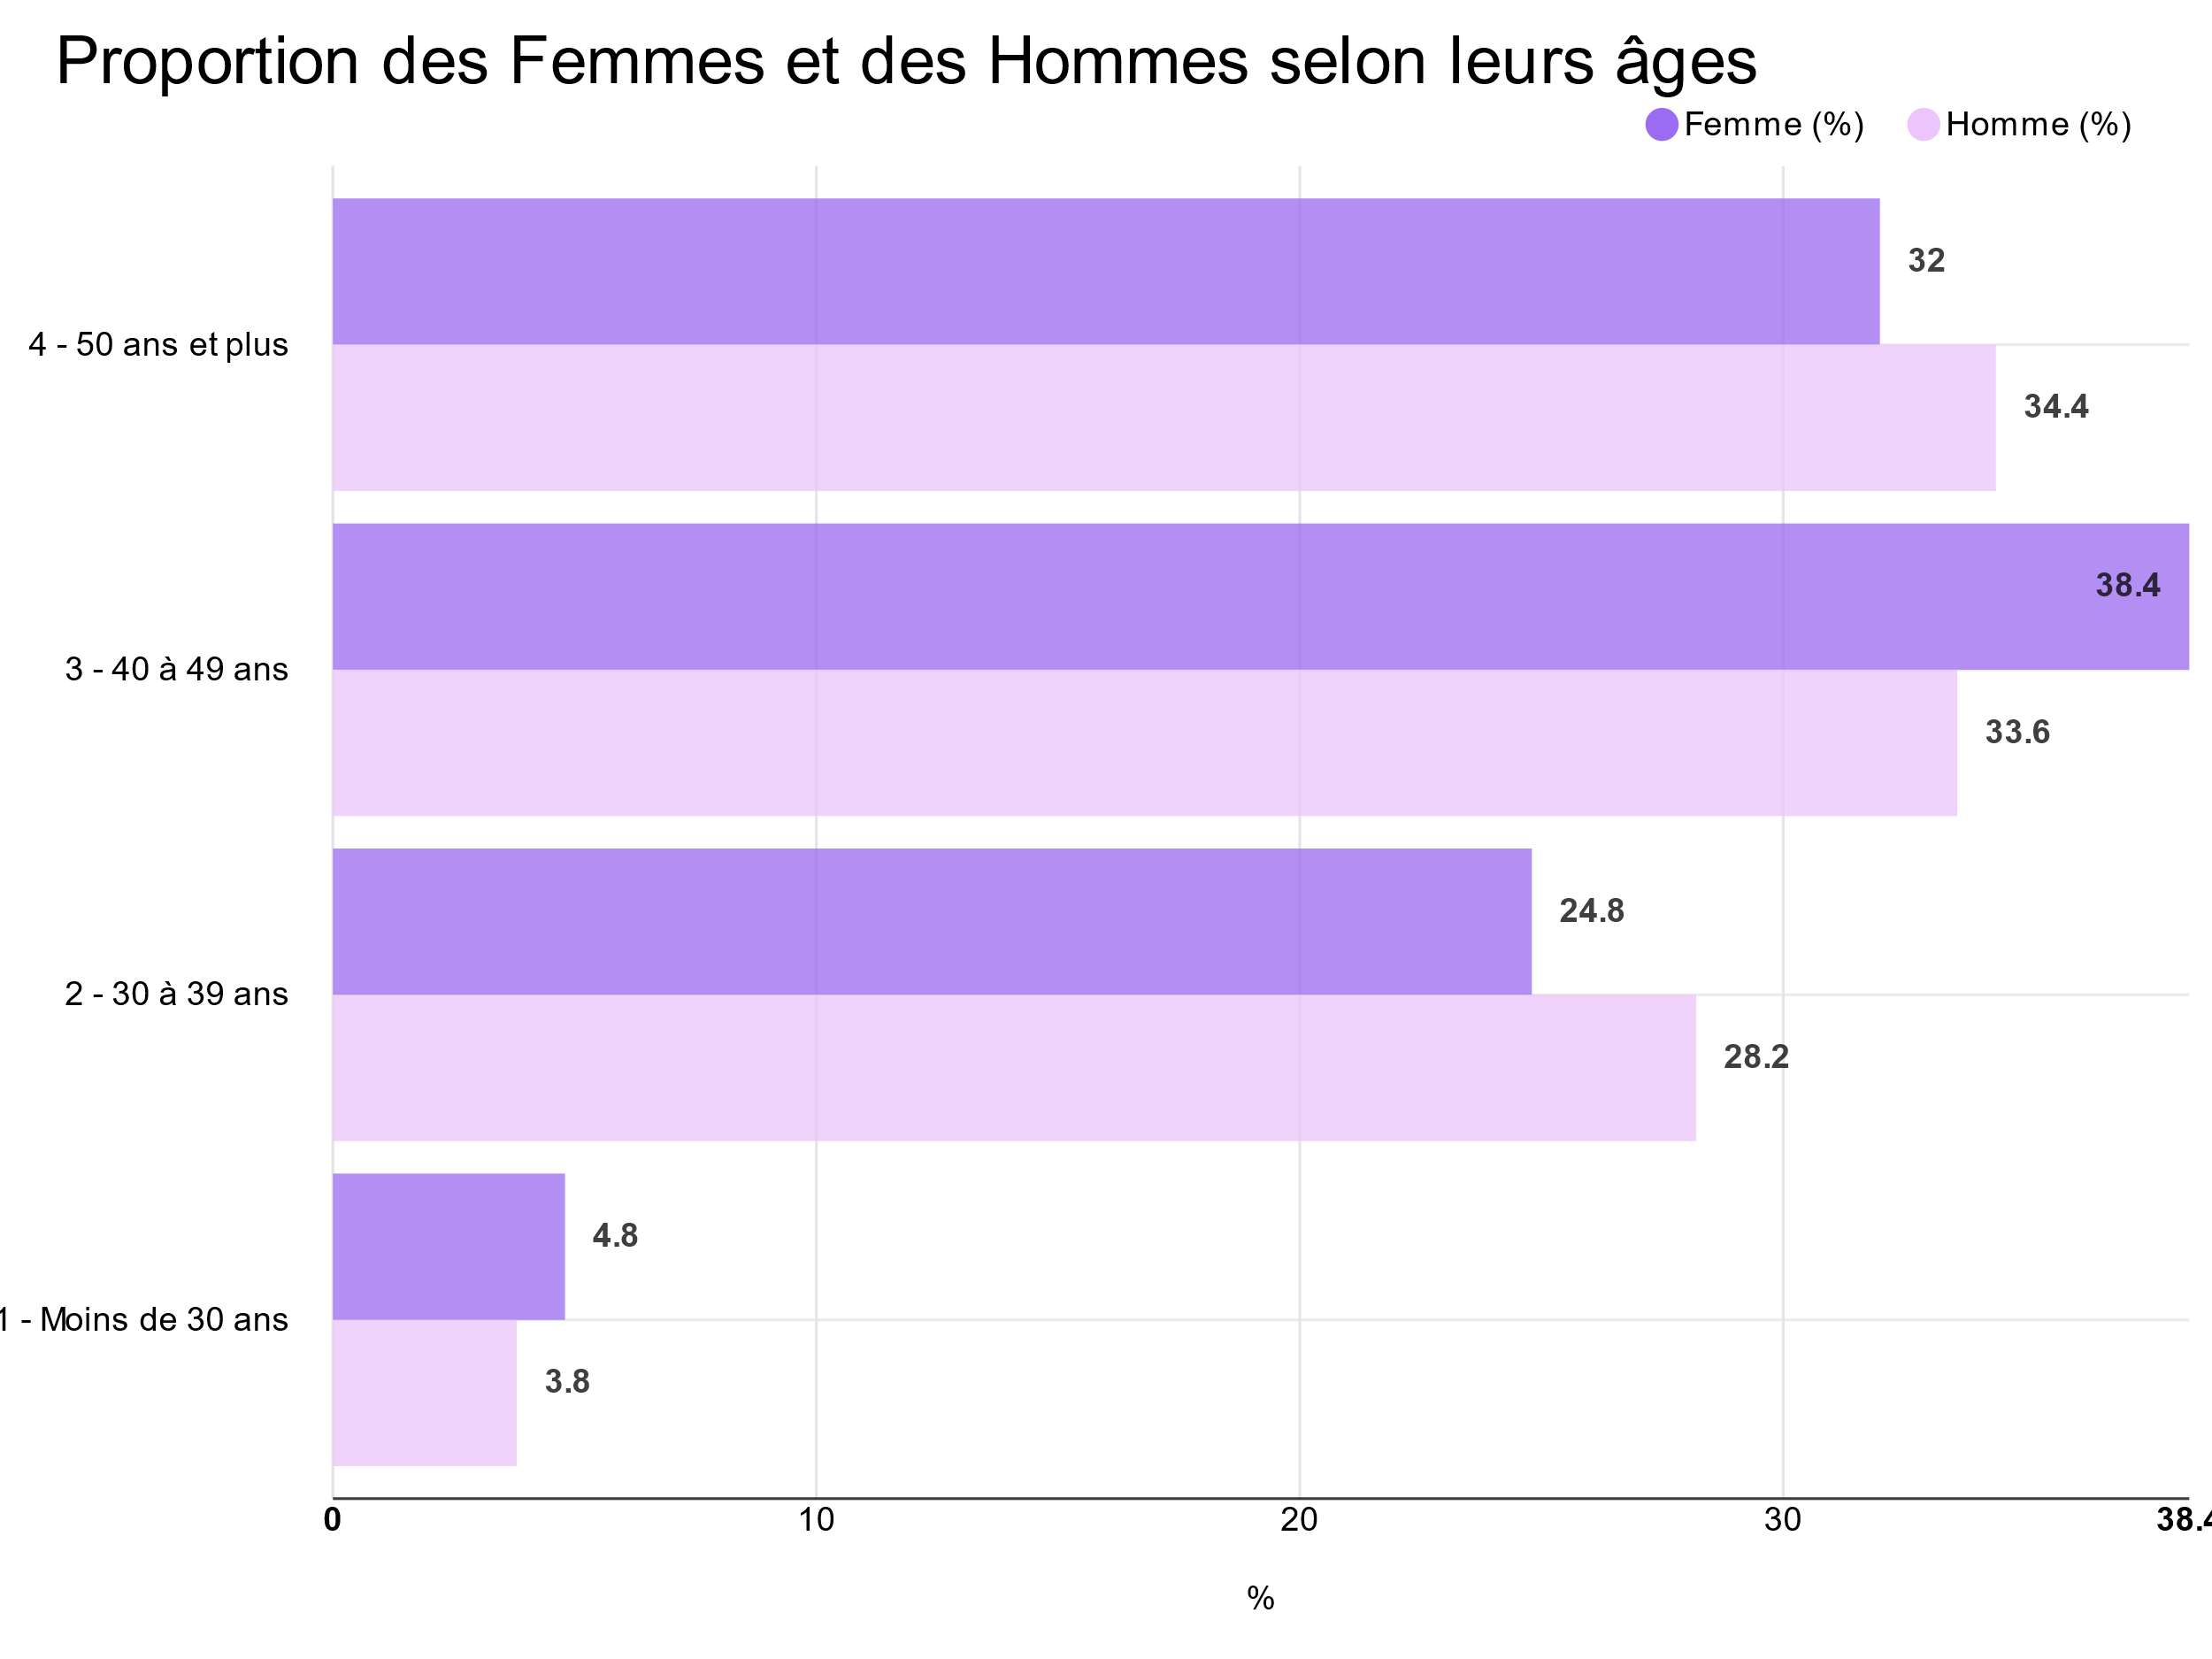 Proportion des Femmes et des Hommes selon leurs âges
Femme (%) Homme (%)
4 - 50 ans et plus
32
34.4
3 - 40 à 49 ans
38.4
33.6
2 - 30 à 39 ans
24.8
28.2
1 - Moins de 30 ans
4.8
3.8
0 10 20 30 38.4
%